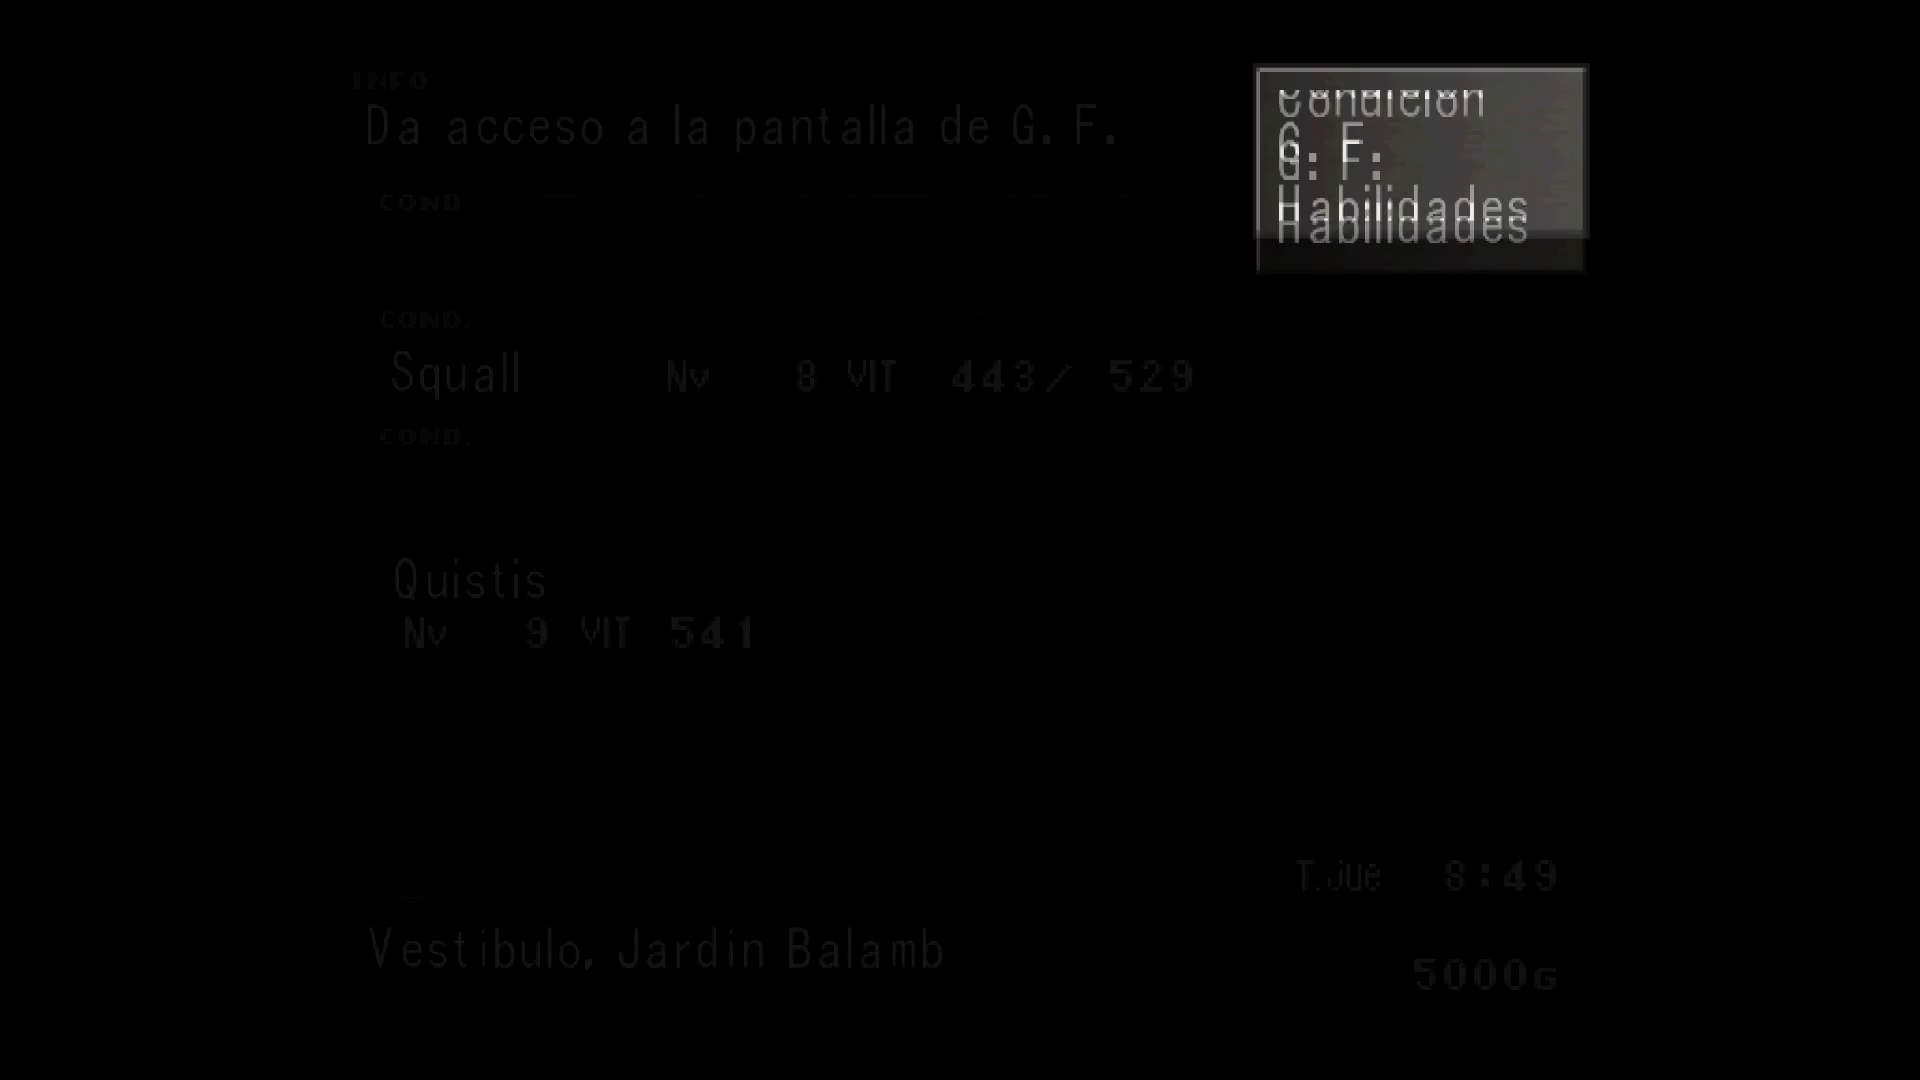 INFO.
Da acceso a la pantalla de G. F.
Condición
G. F.
Habilidades
COND.
COND.
Squall Nv 8 VIT 443/ 529
COND.
Quistis
Nv 9 VIT 541
T.jue 8:49
Vestibulo, Jardin Balamb
5000G